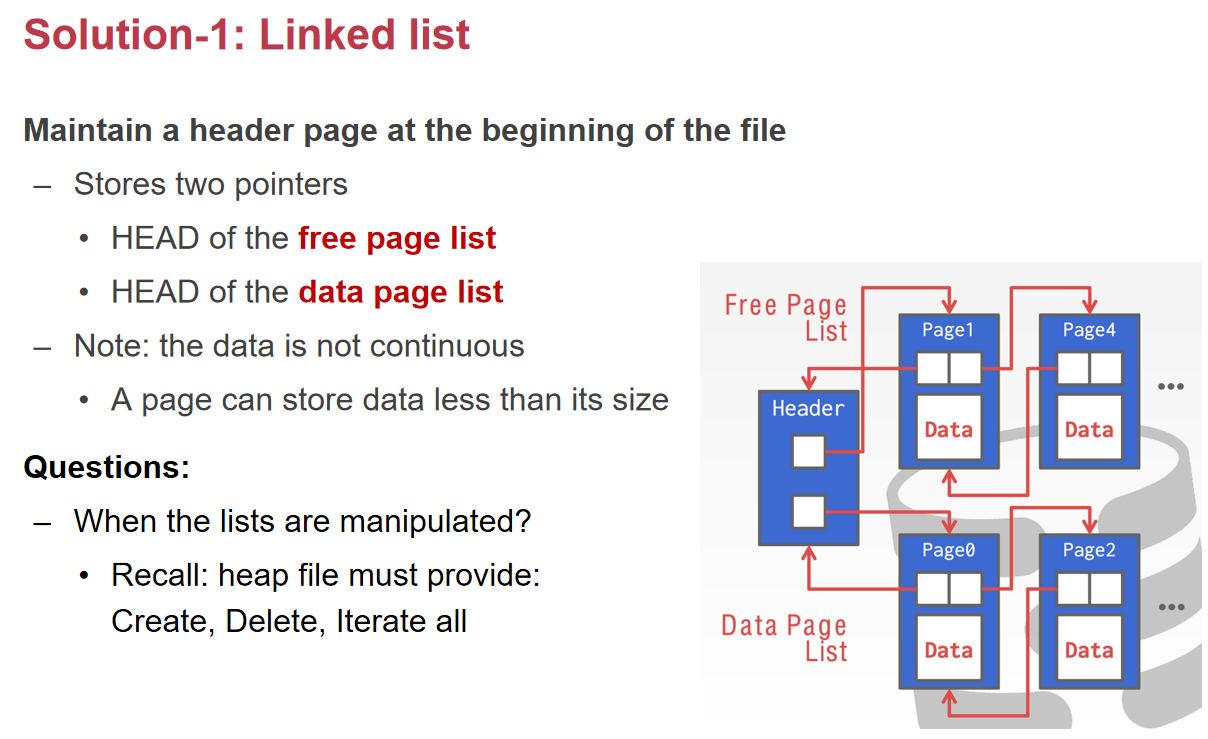 Solution-1: Linked list
Maintain a header page at the beginning of the file
– Stores two pointers
• HEAD of the free page list
• HEAD of the data page list
– Note: the data is not continuous
• A page can store data less than its size
Questions:
– When the lists are manipulated?
• Recall: heap file must provide:
Create, Delete, Iterate all
Free Page
List
Page1
Page4
Header
Data
Data
...
Page0
Page2
Data Page
List
Data
Data
...